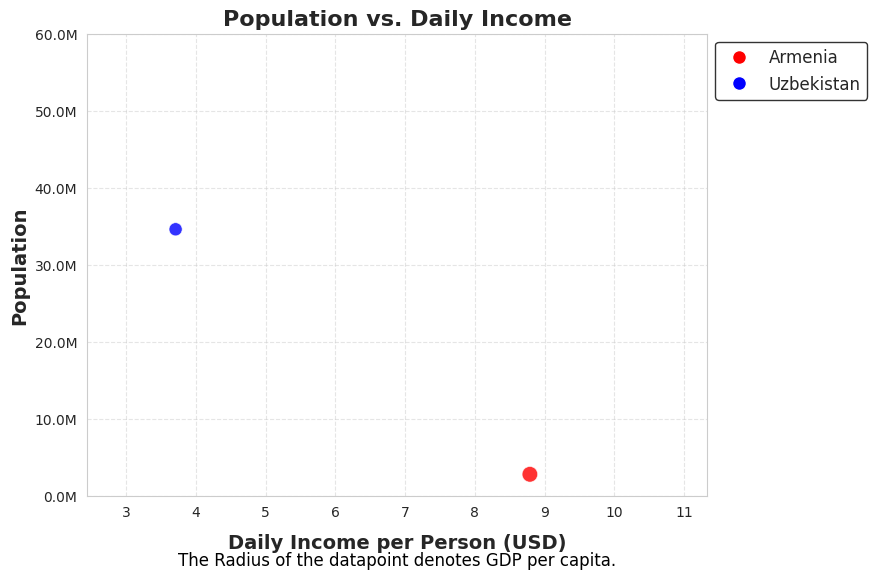 Population vs. Daily Income
60.0M
50.0M
40.0M
30.0M
20.0M
10.0M
0.0M
Population
3 4 5 6 7 8 9 10 11
Daily Income per Person (USD)
The Radius of the datapoint denotes GDP per capita.
Armenia
Uzbekistan